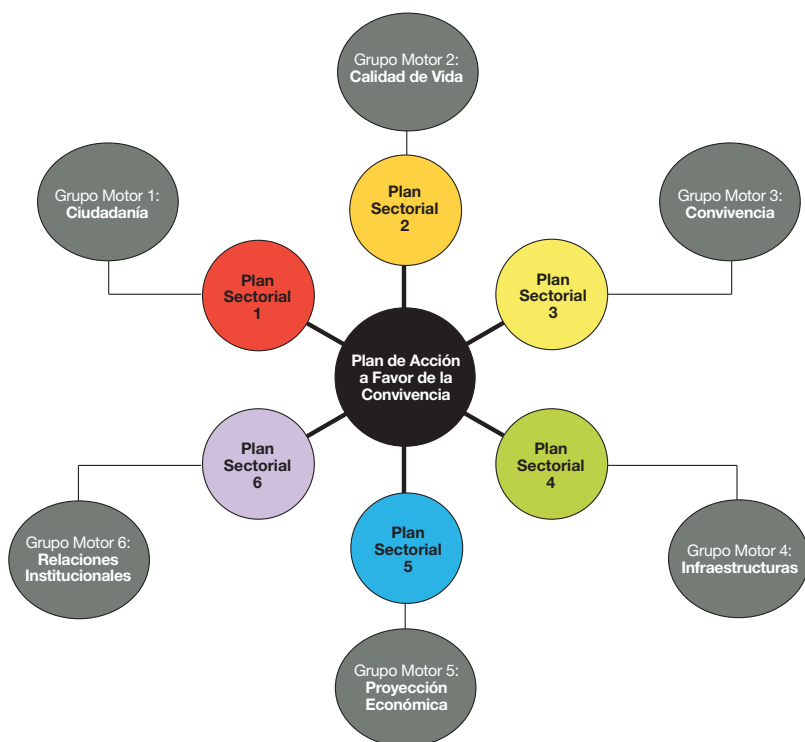 Grupo Motor 2:
Calidad de Vida
Grupo Motor 1:
Ciudadanía
Plan
Sectorial
2
Grupo Motor 3:
Convivencia
Plan
Sectorial
1
Plan
Sectorial
3
Plan de Acción
a Favor de la
Convivencia
Plan
Sectorial
6
Plan
Sectorial
4
Grupo Motor 6:
Relaciones
Institucionales
Plan
Sectorial
5
Grupo Motor 4:
Infraestructuras
Grupo Motor 5:
Proyección
Económica